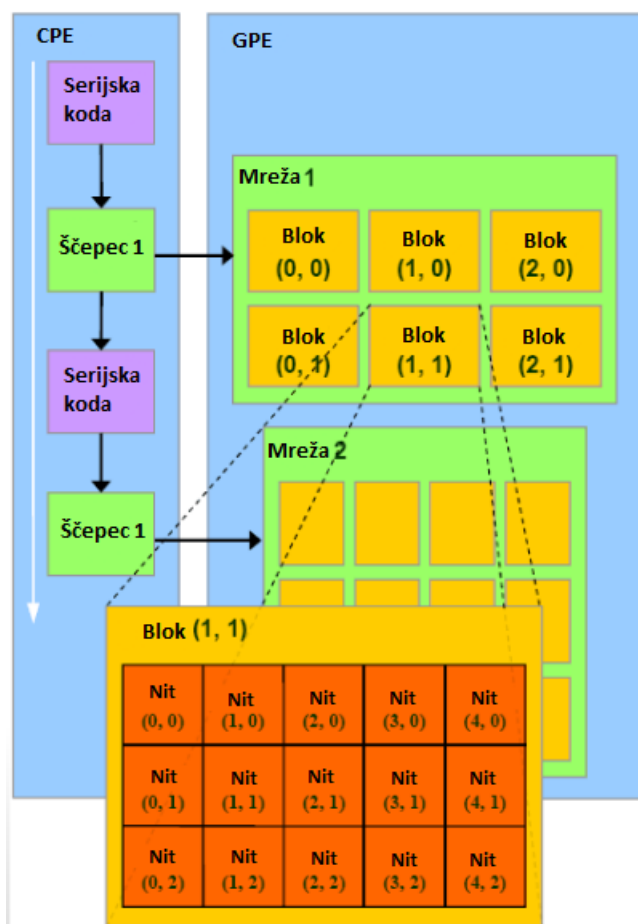 CPE
Serijska
koda
Ščepec 1
Serijska
koda
Ščepec 1
GPE
Mreža 1
Blok
(0, 0)
Blok
(1, 0)
Blok
(2, 0)
Blok
(0, 1)
Blok
(1, 1)
Blok
(2, 1)
Mreža 2
Blok (1, 1)
Nit
(0, 0)
Nit
(1, 0)
Nit
(2, 0)
Nit
(3, 0)
Nit
(4, 0)
Nit
(0, 1)
Nit
(1, 1)
Nit
(2, 1)
Nit
(3, 1)
Nit
(4, 1)
Nit
(0, 2)
Nit
(1, 2)
Nit
(2, 2)
Nit
(3, 2)
Nit
(4, 2)